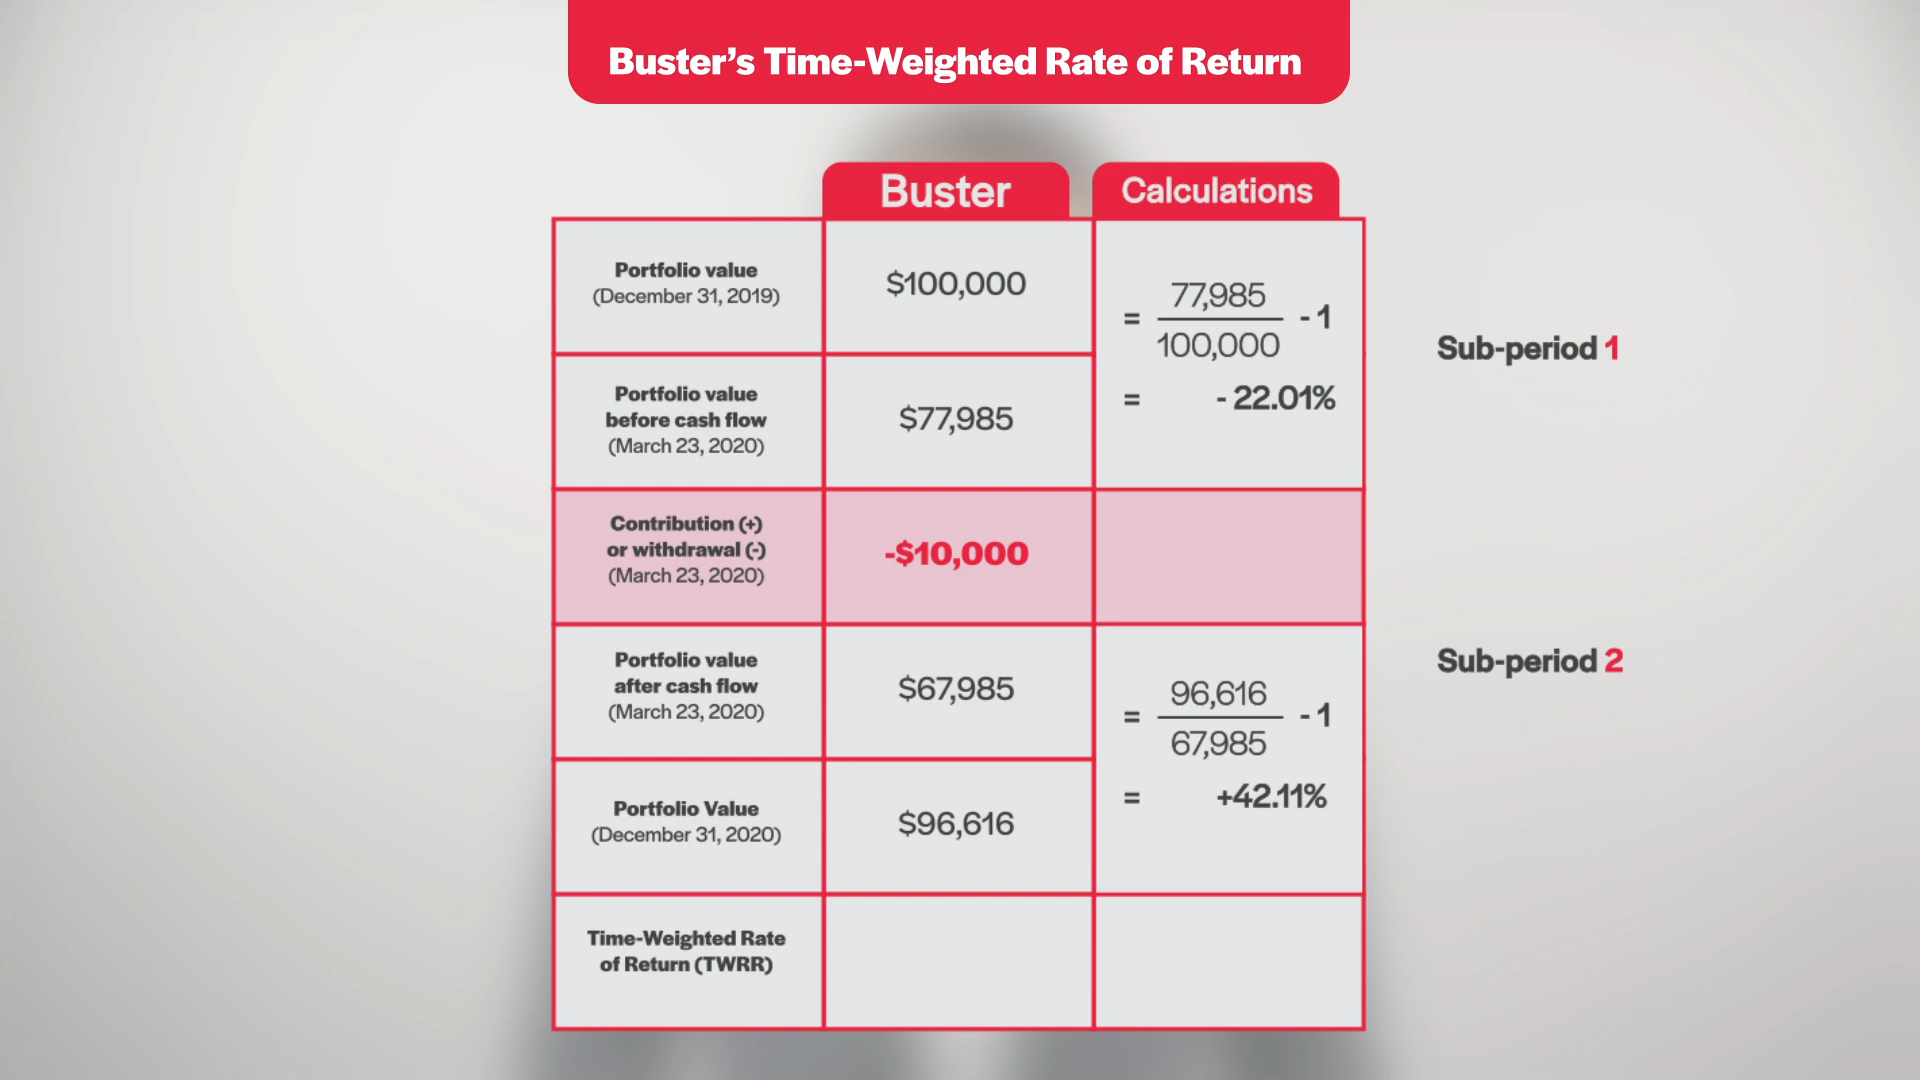 Buster's Time-Weighted Rate of Return
Buster
Calculations
Portfolio value
(December 31, 2019)
$100,000
= 77,985
100,000
- 1
= - 22.01%
Sub-period 1
Portfolio value
before cash flow
(March 23, 2020)
$77,985
Contribution (+)
or withdrawal (-)
(March 23, 2020)
-$10,000
Portfolio value
after cash flow
(March 23, 2020)
$67,985
= 96,616
67,985
- 1
= +42.11%
Sub-period 2
Portfolio Value
(December 31, 2020)
$96,616
Time-Weighted Rate
of Return (TWRR)